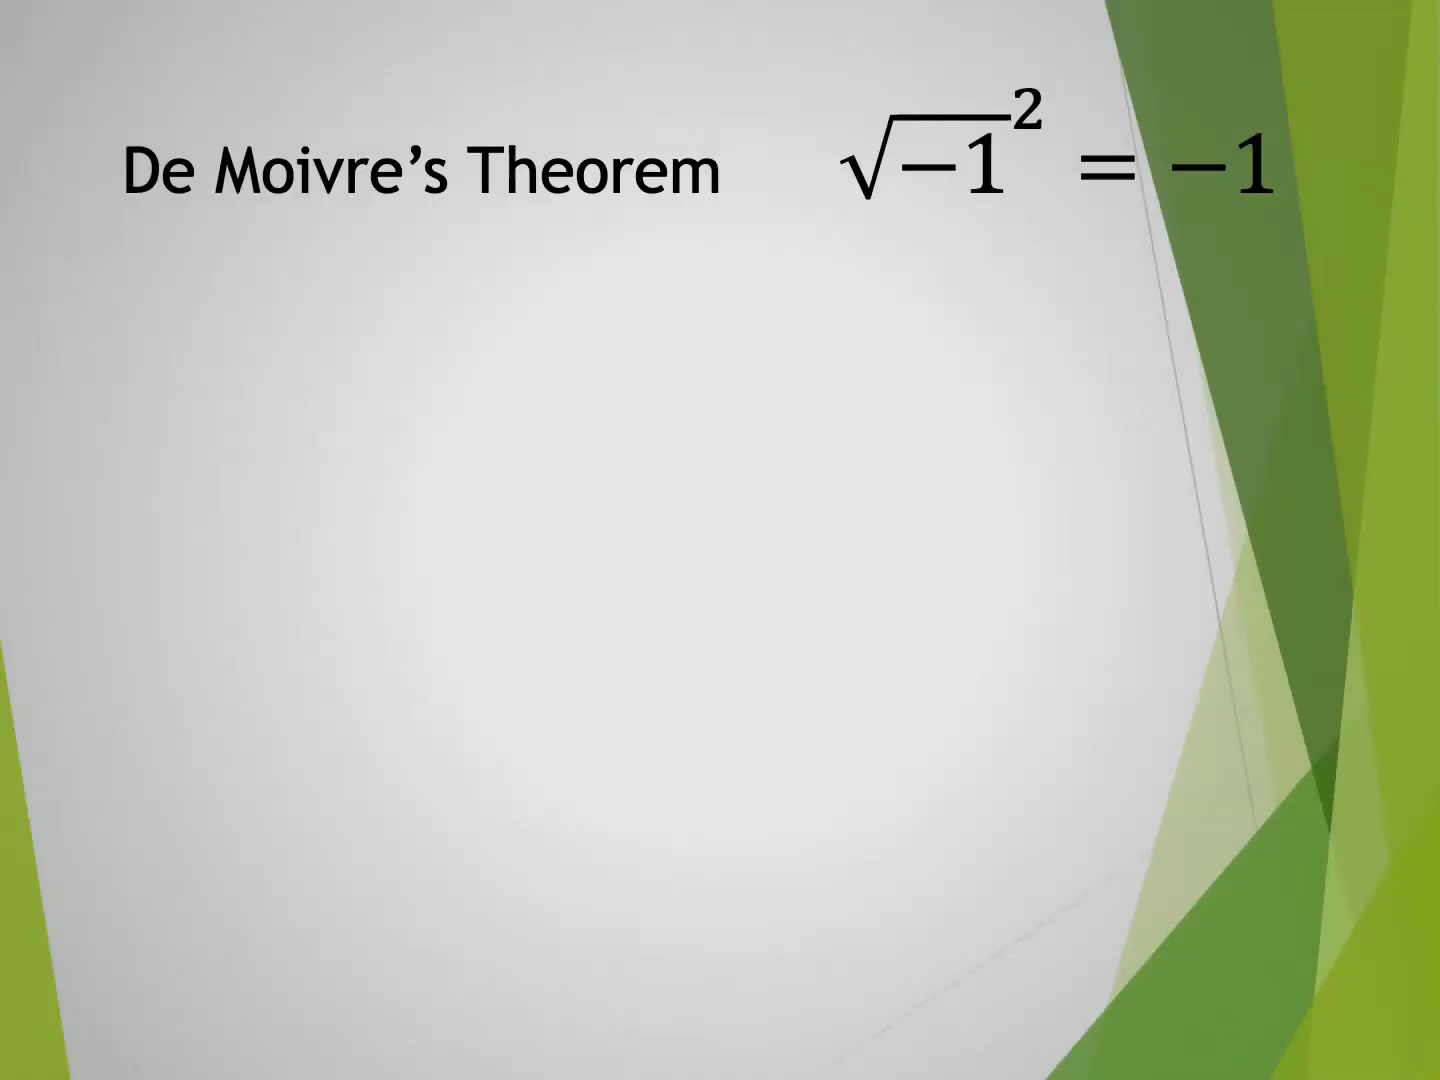 De Moivre’s Theorem √−1² = −1